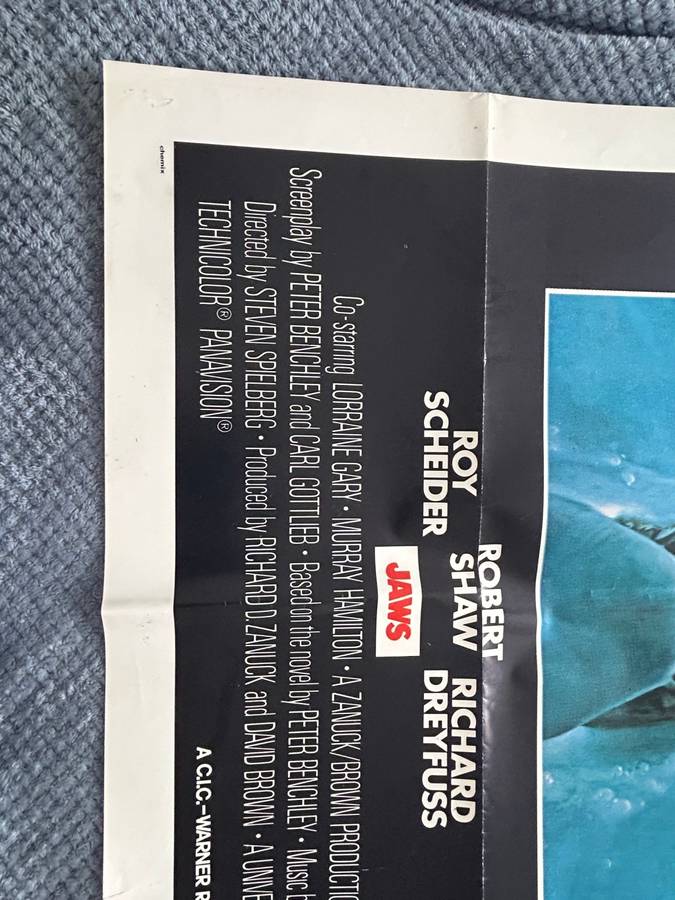 ROBERT
ROY SHAW RICHARD
SCHEIDER DREYFUSS
JAWS
Co-starring LORRAINE GARY • MURRAY HAMILTON • A ZANUCK/BROWN PRODUCTIO
Screenplay by PETER BENCHLEY and CARL GOTTLIEB • Based on the novel by PETER BENCHLEY • Music b
Directed by STEVEN SPIELBERG • Produced by RICHARD D. ZANUCK and DAVID BROWN • A UNIVE
TECHNICOLOR® PANAVISION®
A C.I.C.-WARNER R
chemix